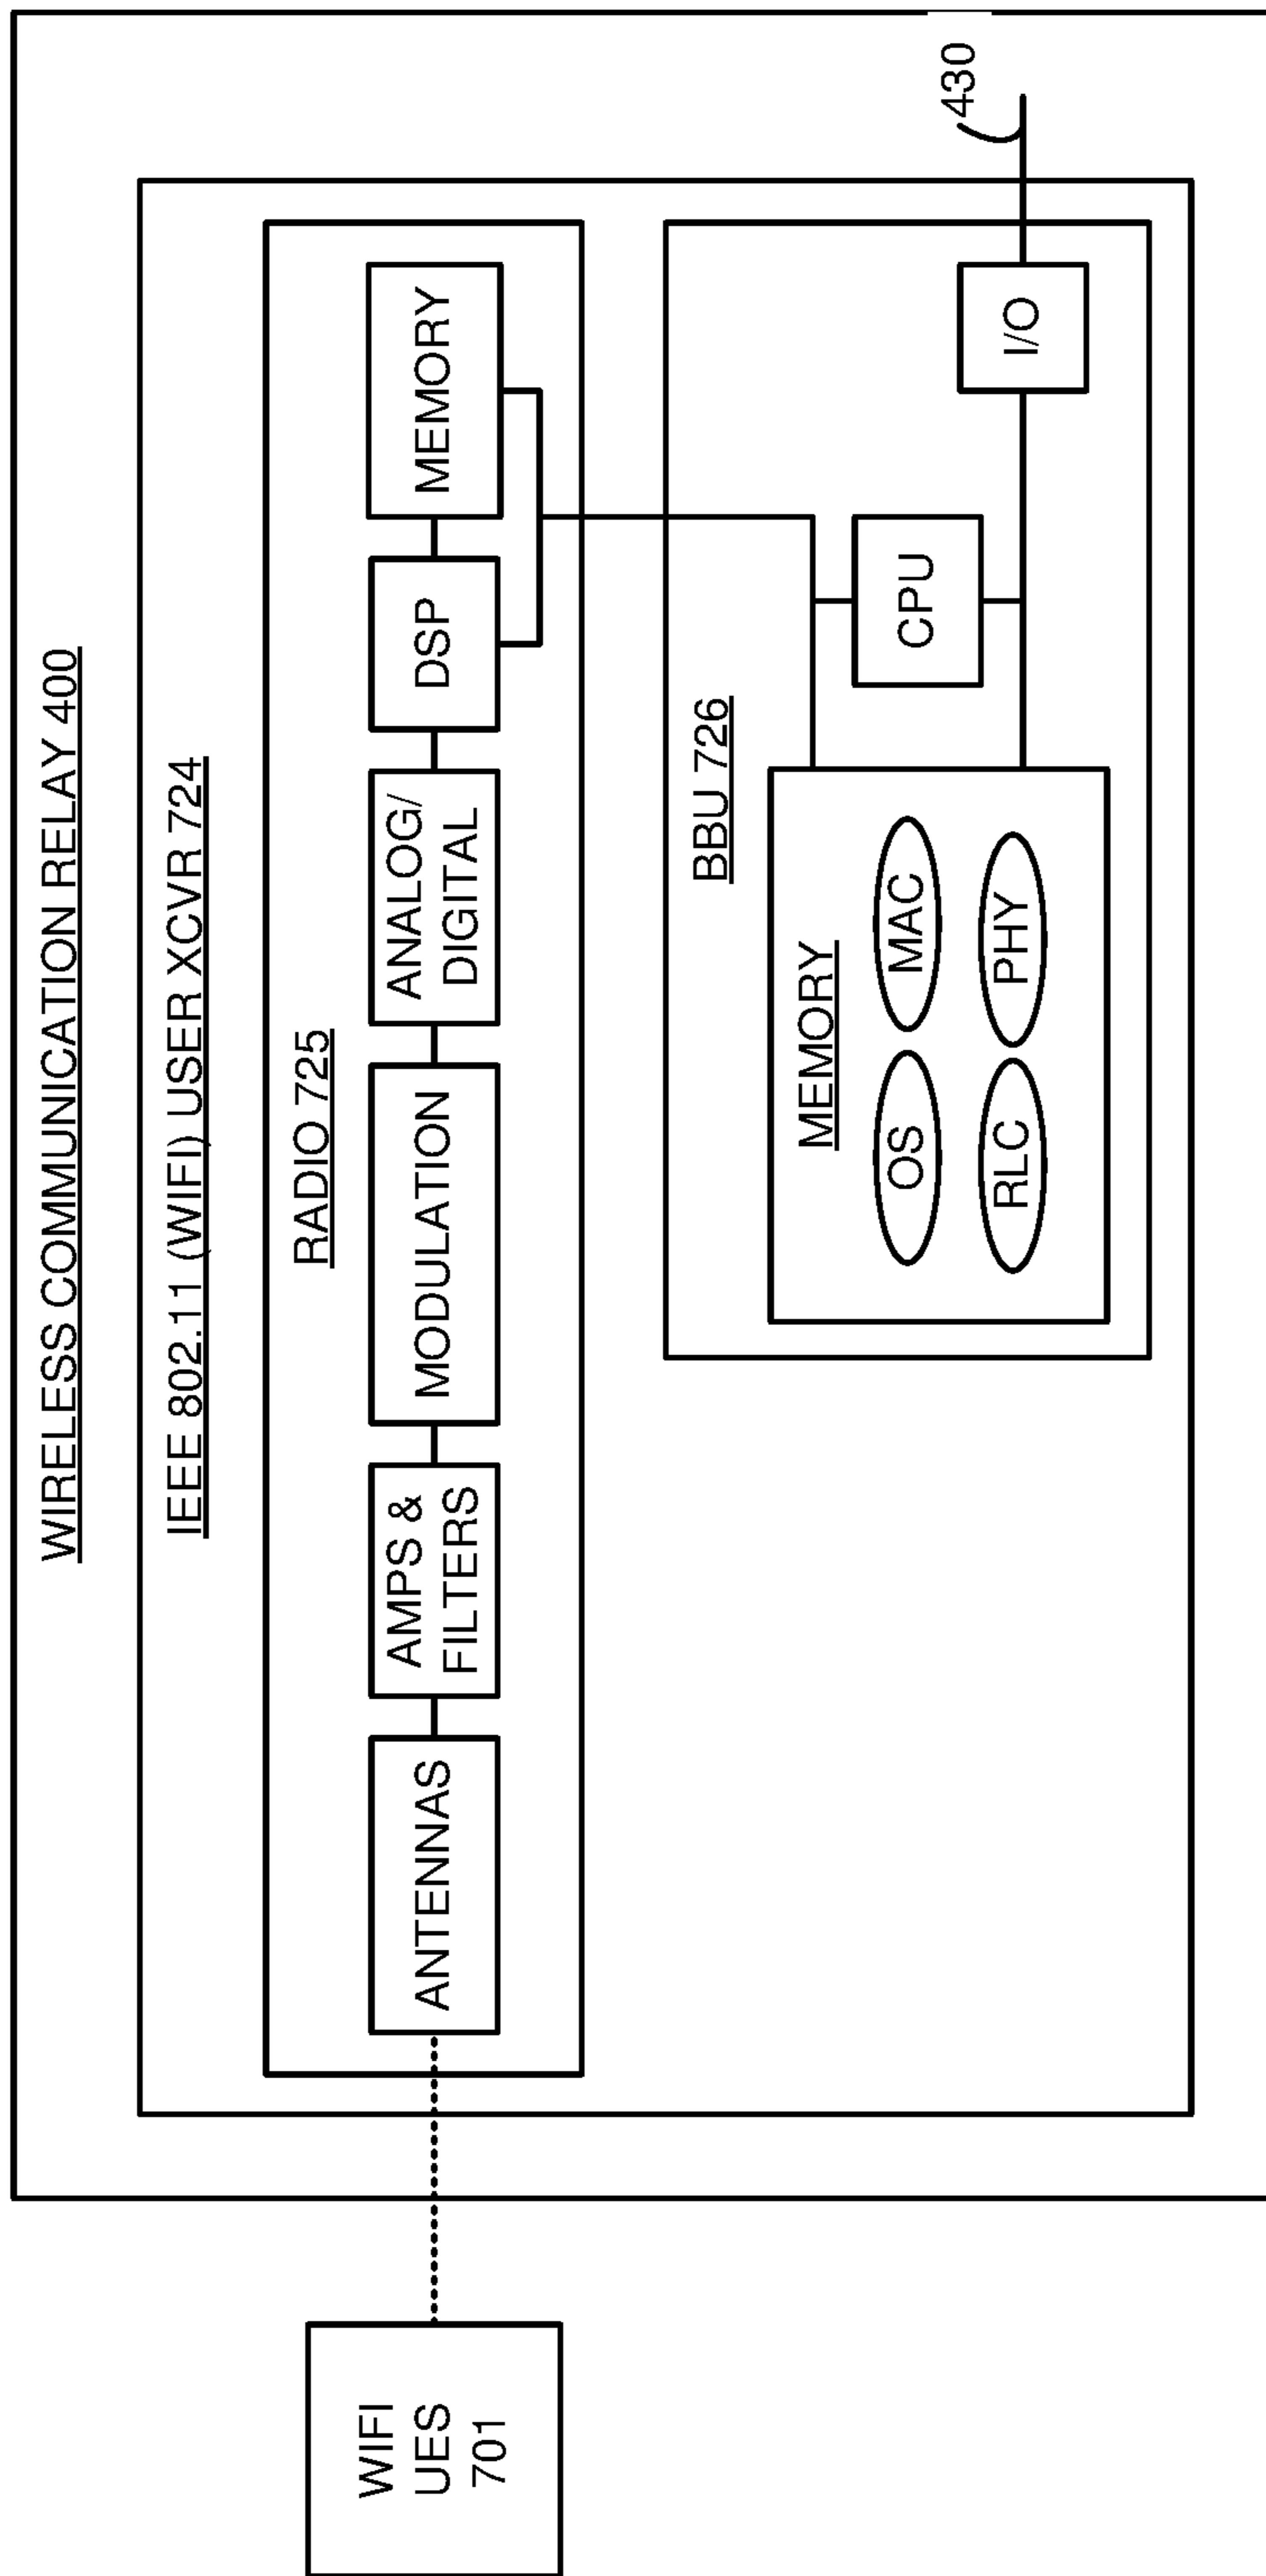 WIRELESS COMMUNICATION RELAY 400
IEEE 802.11 (WIFI) USER XCVR 724
RADIO 725
WIFI
UES
701
ANTENNAS
AMPS &
FILTERS
MODULATION
ANALOG/
DIGITAL
DSP
MEMORY
BBU 726
MEMORY
OS
MAC
RLC
PHY
CPU
I/O
430